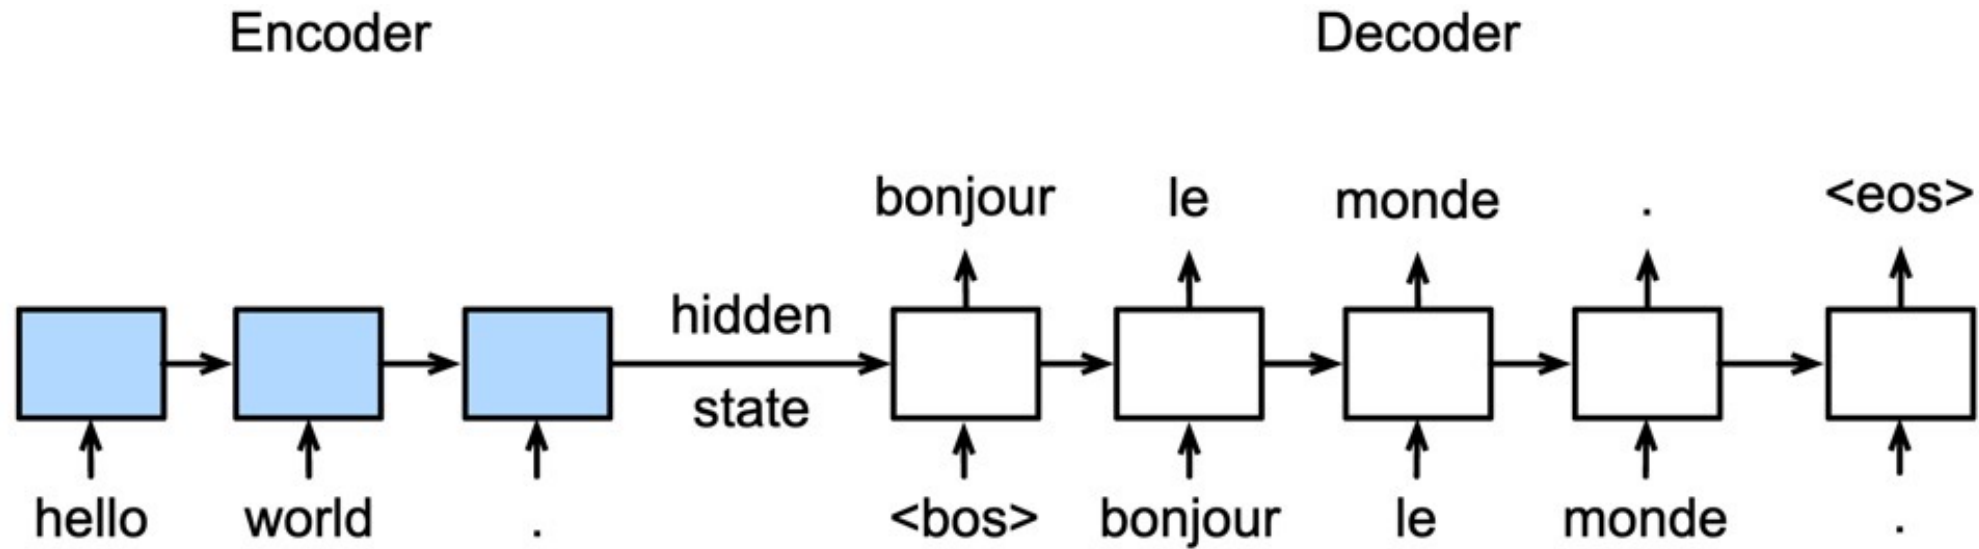 Encoder Decoder
bonjour le monde . <eos>
hidden
state
hello world . <bos> bonjour le monde .